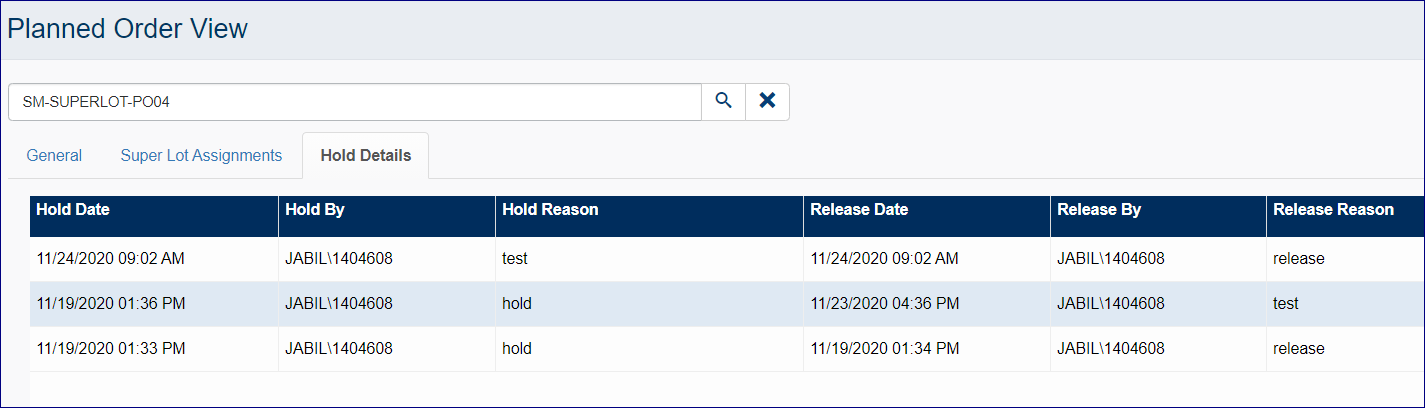 Planned Order View
SM-SUPERLOT-PO04
General Super Lot Assignments Hold Details
Hold Date Hold By Hold Reason Release Date Release By Release Reason
11/24/2020 09:02 AM JABIL\1404608 test 11/24/2020 09:02 AM JABIL\1404608 release
11/19/2020 01:36 PM JABIL\1404608 hold 11/23/2020 04:36 PM JABIL\1404608 test
11/19/2020 01:33 PM JABIL\1404608 hold 11/19/2020 01:34 PM JABIL\1404608 release